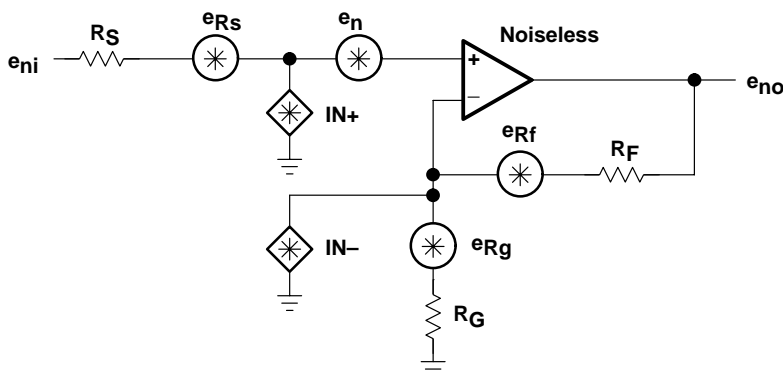 eni
RS
eRs
en
Noiseless
+
−
eno
IN+
eRf
RF
IN−
eRg
RG